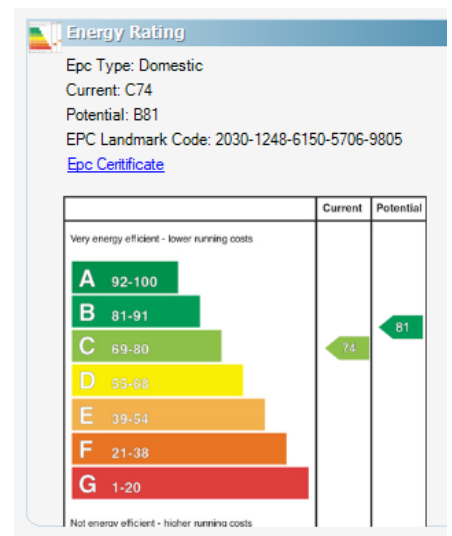 Energy Rating
Epc Type: Domestic
Current: C74
Potential: B81
EPC Landmark Code: 2030-1248-6150-5706-9805
Epc Ceritificate
Current Potential
Very energy efficient - lower running costs
A 92-100
B 81-91
81
C 69-80
74
D 55-68
E 39-54
F 21-38
G 1-20
Not energy efficient - higher running costs